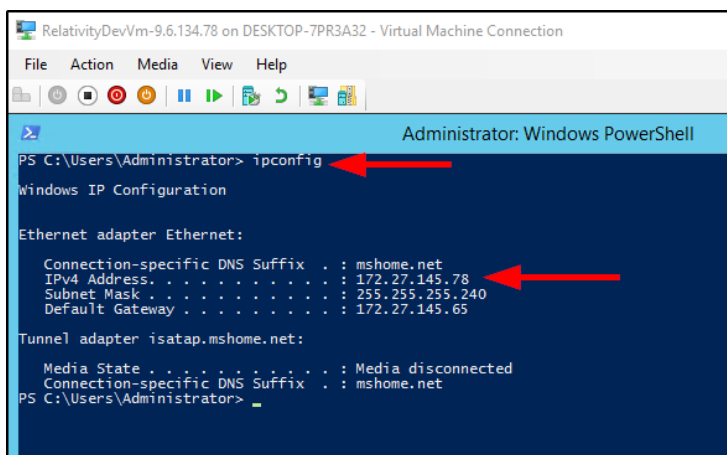 RelativityDevVm-9.6.134.78 on DESKTOP-7PR3A32 - Virtual Machine Connection
File Action Media View Help
Administrator: Windows PowerShell
PS C:\Users\Administrator> ipconfig
Windows IP Configuration
Ethernet adapter Ethernet:
Connection-specific DNS Suffix . : mshome.net
IPv4 Address. . . . . . . . . . . : 172.27.145.78
Subnet Mask . . . . . . . . . . . : 255.255.255.240
Default Gateway . . . . . . . . . : 172.27.145.65
Tunnel adapter isatap.mshome.net:
Media State . . . . . . . . . . . : Media disconnected
Connection-specific DNS Suffix . : mshome.net
PS C:\Users\Administrator> _